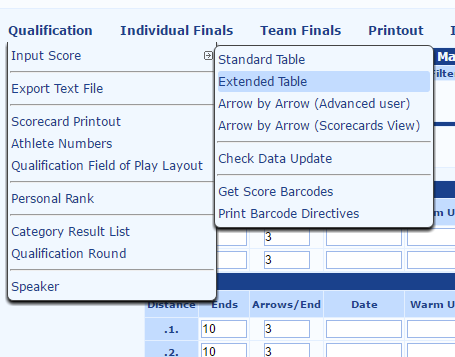 Qualification Individual Finals Team Finals Printout
Input Score
Export Text File
Scorecard Printout
Athlete Numbers
Qualification Field of Play Layout
Personal Rank
Category Result List
Qualification Round
Speaker
Standard Table
Extended Table
Arrow by Arrow (Advanced user)
Arrow by Arrow (Scorecards View)
Check Data Update
Get Score Barcodes
Print Barcode Directives
Ma
3
3
Distance Ends Arrows/End Date Warm U
.1. 10 3
.2. 10 3